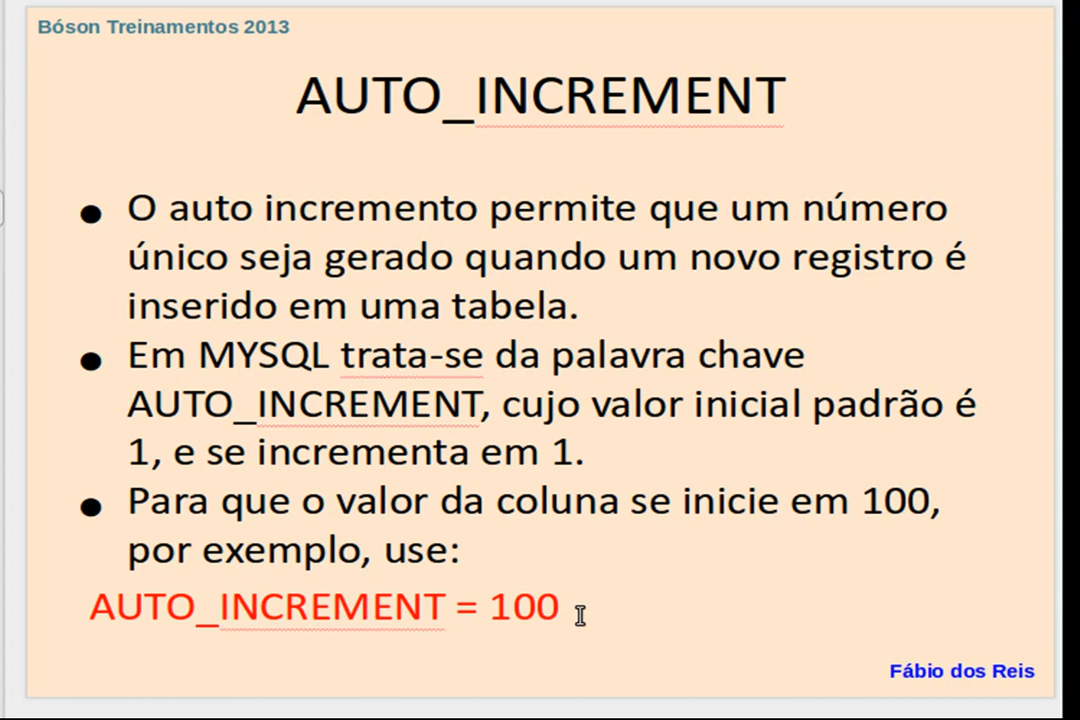 Bóson Treinamentos 2013
AUTO_INCREMENT
● O auto incremento permite que um número
único seja gerado quando um novo registro é
inserido em uma tabela.
● Em MYSQL trata-se da palavra chave
AUTO_INCREMENT, cujo valor inicial padrão é
1, e se incrementa em 1.
● Para que o valor da coluna se inicie em 100,
por exemplo, use:
AUTO_INCREMENT = 100
Fábio dos Reis